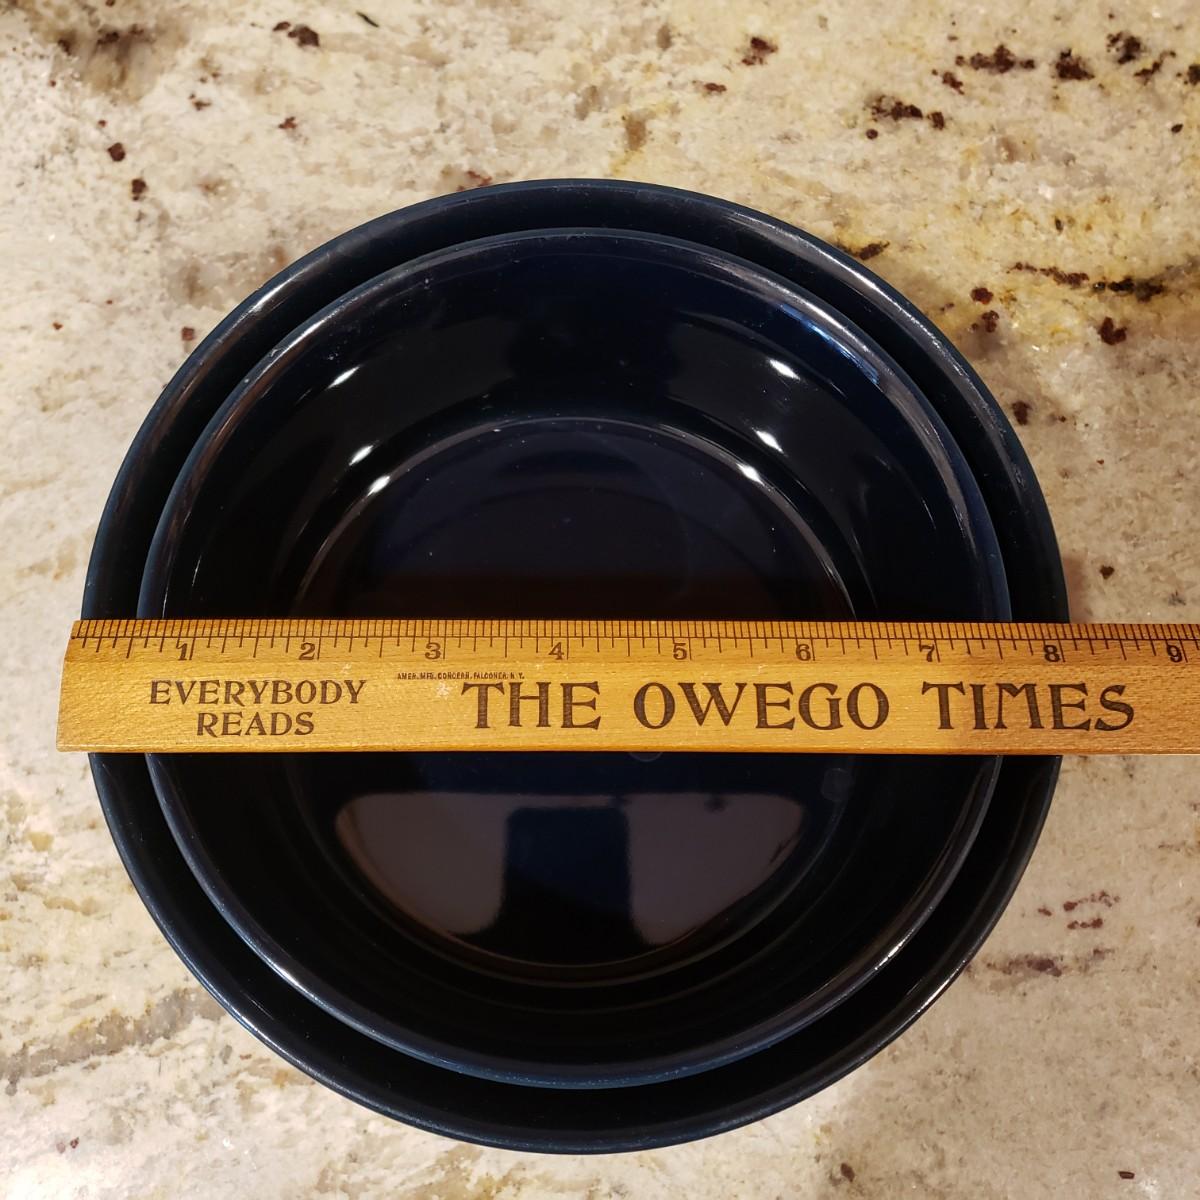 1 2 3 4 5 6 7 8 9
AMER. MFG. CONCERN, FALCONER, N. Y.
EVERYBODY
READS
THE OWEGO TIMES